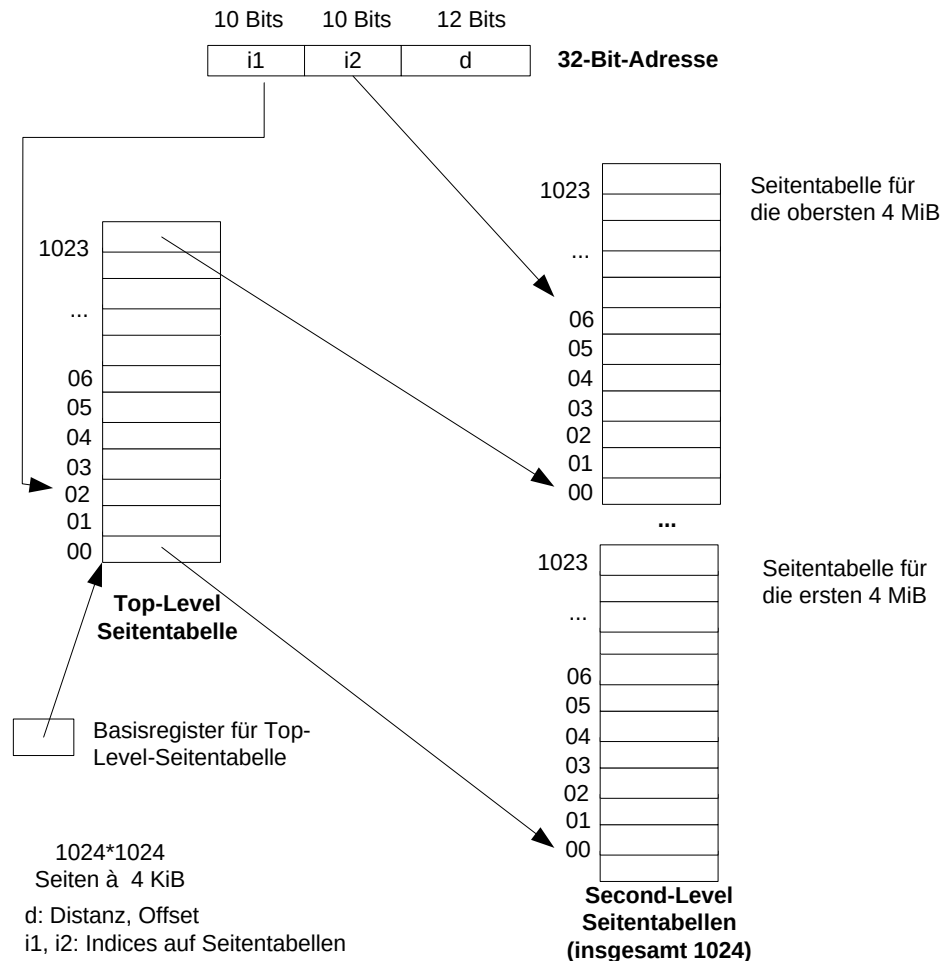 10 Bits
10 Bits
12 Bits
i1
i2
d
32-Bit-Adresse
1023
...
06
05
04
03
02
01
00
Top-Level
Seitentabelle
Basisregister für Top-
Level-Seitentabelle
1023
...
06
05
04
03
02
01
00
Seitentabelle für
die obersten 4 MiB
...
1023
...
06
05
04
03
02
01
00
Seitentabelle für
die ersten 4 MiB
Second-Level
Seitentabellen
(insgesamt 1024)
1024*1024
Seiten à 4 KiB
d: Distanz, Offset
i1, i2: Indices auf Seitentabellen